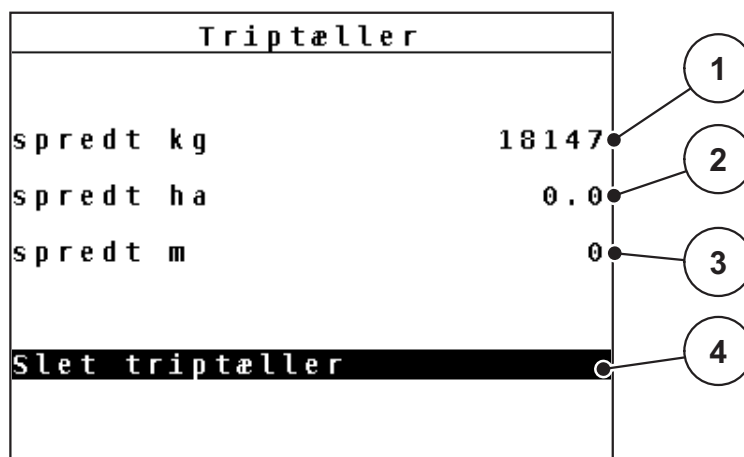 Triptæller
spredt kg 18147 1
spredt ha 0.0 2
spredt m 0 3
Slet triptæller 4